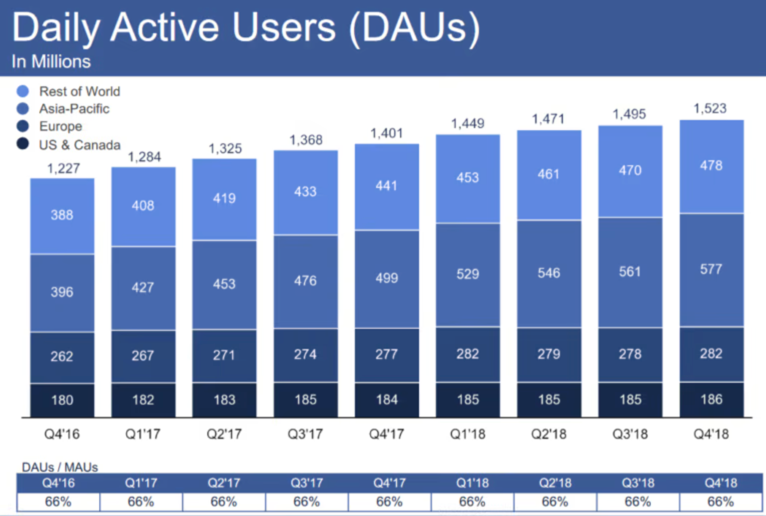 Daily Active Users (DAUs)
In Millions
Rest of World
Asia-Pacific
Europe
US & Canada
1,227 1,284 1,325 1,368 1,401 1,449 1,471 1,495 1,523
388 408 419 433 441 453 461 470 478
396 427 453 476 499 529 546 561 577
262 267 271 274 277 282 279 278 282
180 182 183 185 184 185 185 185 186
Q4'16 Q1'17 Q2'17 Q3'17 Q4'17 Q1'18 Q2'18 Q3'18 Q4'18
DAUs / MAUs
Q4'16 Q1'17 Q2'17 Q3'17 Q4'17 Q1'18 Q2'18 Q3'18 Q4'18
66% 66% 66% 66% 66% 66% 66% 66% 66%